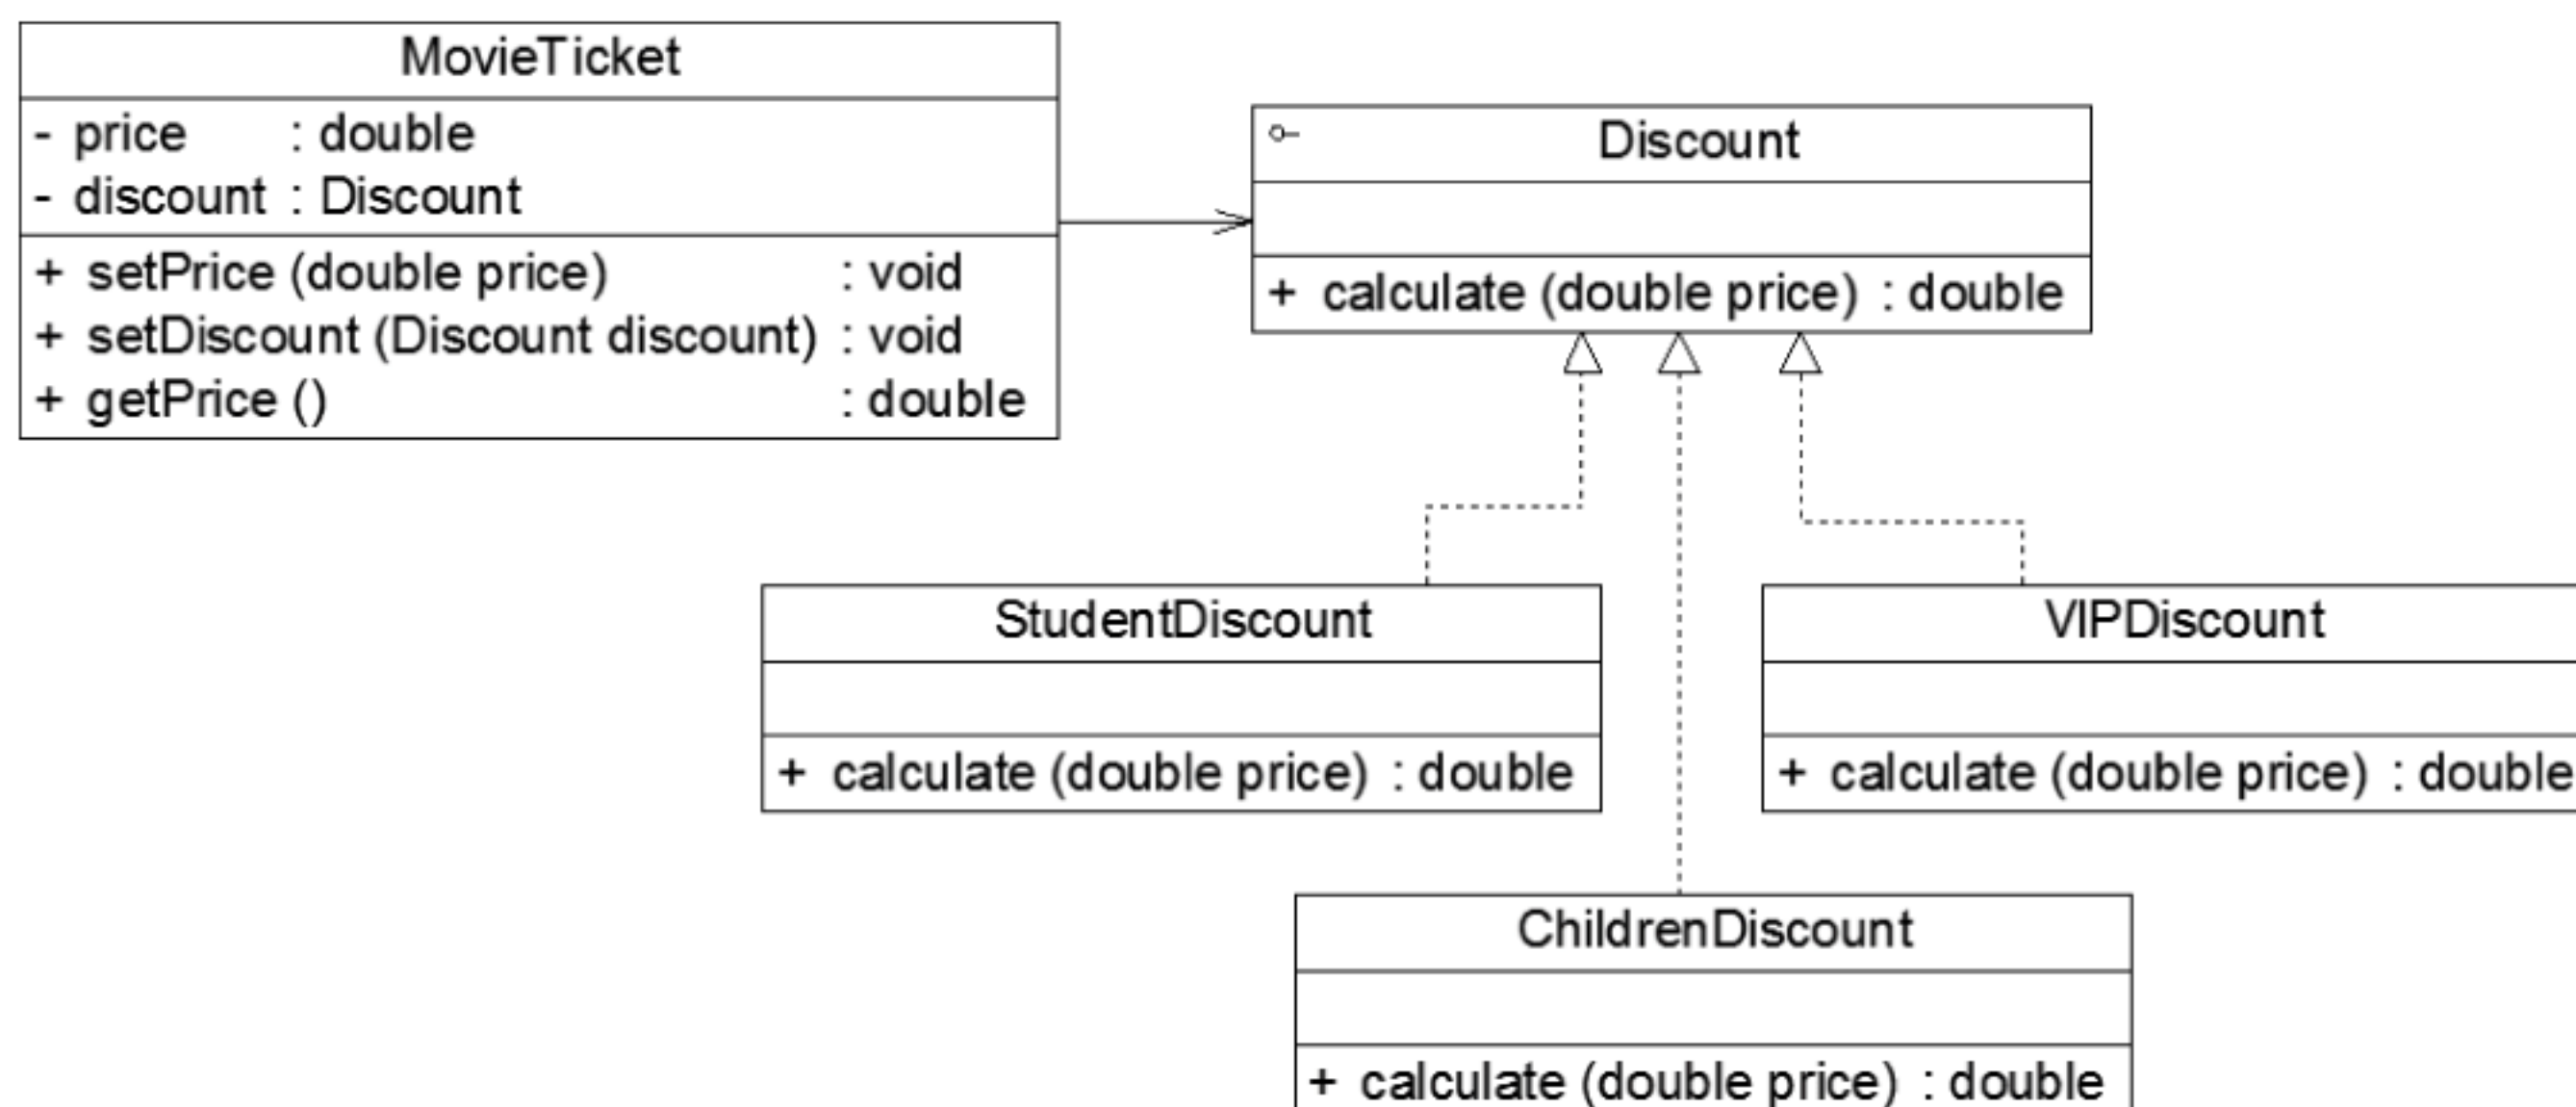 MovieTicket
- price : double
- discount : Discount
+ setPrice (double price) : void
+ setDiscount (Discount discount) : void
+ getPrice () : double
Discount
+ calculate (double price) : double
StudentDiscount
+ calculate (double price) : double
VIPDiscount
+ calculate (double price) : double
ChildrenDiscount
+ calculate (double price) : double